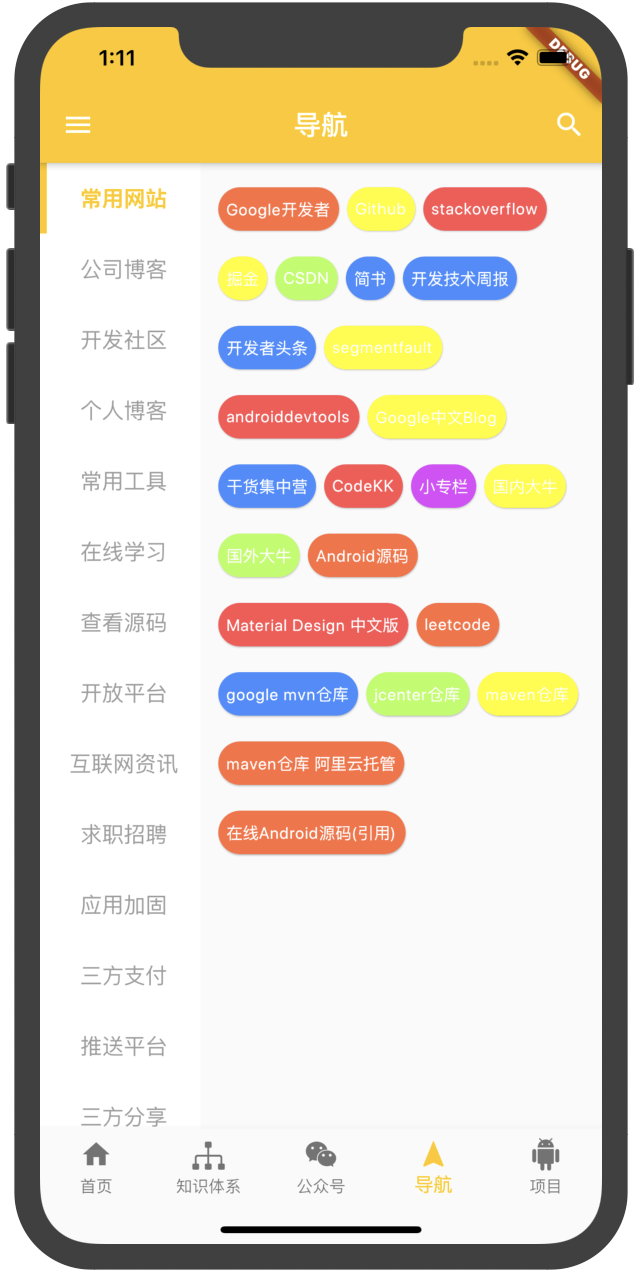 1:11
DEBUG
导航
常用网站
公司博客
开发社区
个人博客
常用工具
在线学习
查看源码
开放平台
互联网资讯
求职招聘
应用加固
三方支付
推送平台
三方分享
Google开发者 Github stackoverflow
掘金 CSDN 简书 开发技术周报
开发者头条 segmentfault
androiddevtools Google中文Blog
干货集中营 CodeKK 小专栏 国内大牛
国外大牛 Android源码
Material Design 中文版 leetcode
google mvn仓库 jcenter仓库 maven仓库
maven仓库 阿里云托管
在线Android源码(引用)
首页 知识体系 公众号 导航 项目